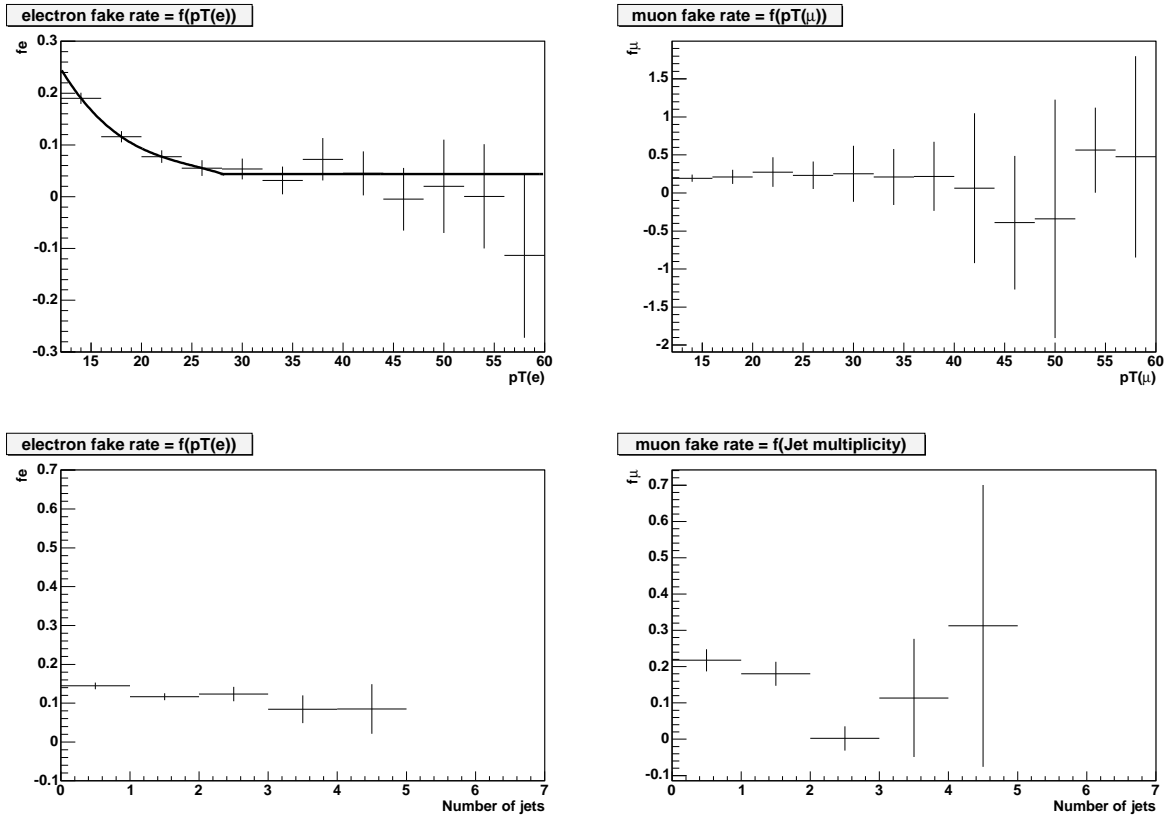 electron fake rate = f(pT(e))
fe
0.3
0.2
0.1
0
-0.1
-0.2
-0.3
15 20 25 30 35 40 45 50 55 60
pT(e)
muon fake rate = f(pT(μ))
fμ
1.5
1
0.5
0
-0.5
-1
-1.5
-2
15 20 25 30 35 40 45 50 55 60
pT(μ)
electron fake rate = f(pT(e))
fe
0.7
0.6
0.5
0.4
0.3
0.2
0.1
0
-0.1
0 1 2 3 4 5 6 7
Number of jets
muon fake rate = f(Jet multiplicity)
fμ
0.7
0.6
0.5
0.4
0.3
0.2
0.1
0
-0.1
0 1 2 3 4 5 6 7
Number of jets